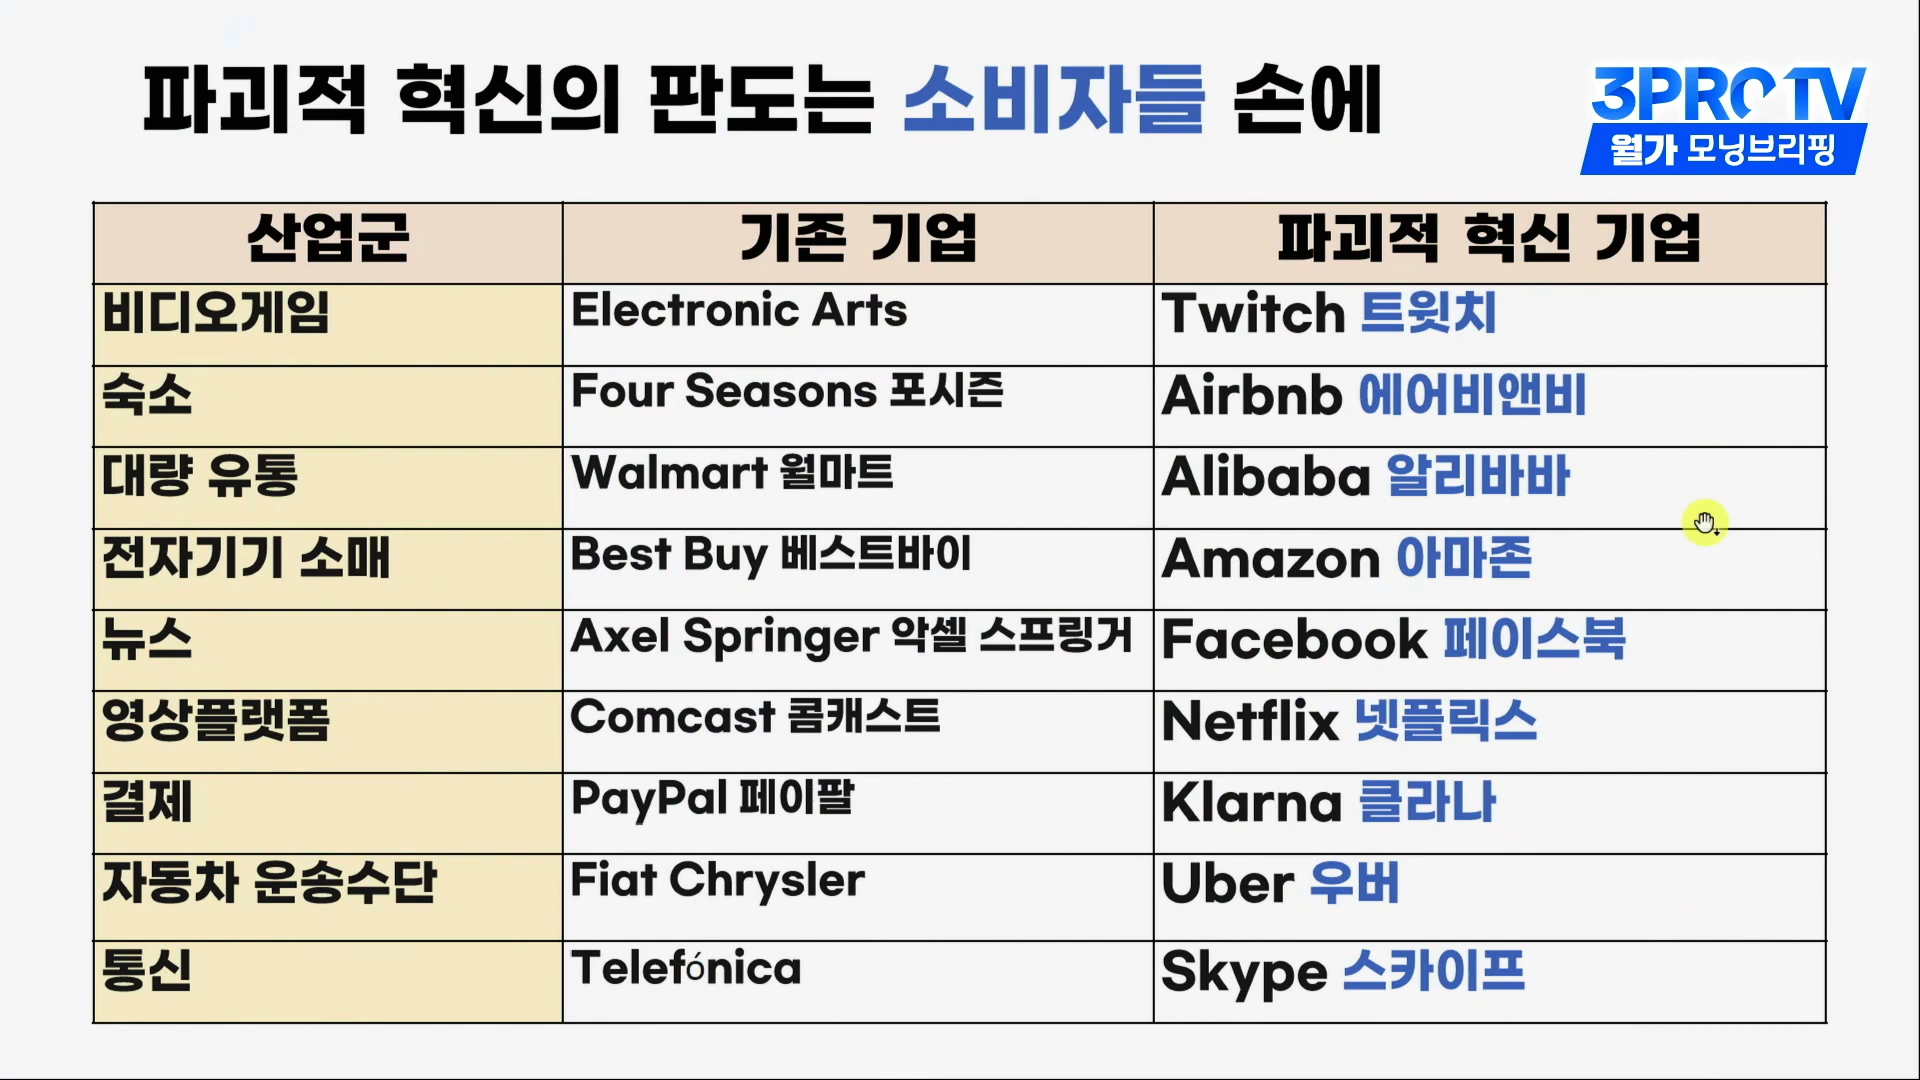 파괴적 혁신의 판도는 소비자들 손에
3PROTV
월가 모닝브리핑
산업군 기존 기업 파괴적 혁신 기업
비디오게임 Electronic Arts Twitch 트윗치
숙소 Four Seasons 포시즌 Airbnb 에어비앤비
대량 유통 Walmart 월마트 Alibaba 알리바바
전자기기 소매 Best Buy 베스트바이 Amazon 아마존
뉴스 Axel Springer 악셀 스프링거 Facebook 페이스북
영상플랫폼 Comcast 콤캐스트 Netflix 넷플릭스
결제 PayPal 페이팔 Klarna 클라나
자동차 운송수단 Fiat Chrysler Uber 우버
통신 Telefónica Skype 스카이프